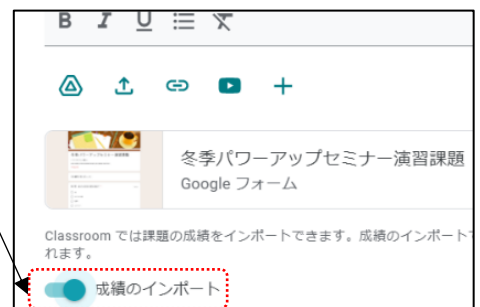 B I U
冬季パワーアップセミナー演習課題
Google フォーム
Classroom では課題の成績をインポートできます。成績のインポート
れます。
成績のインポート